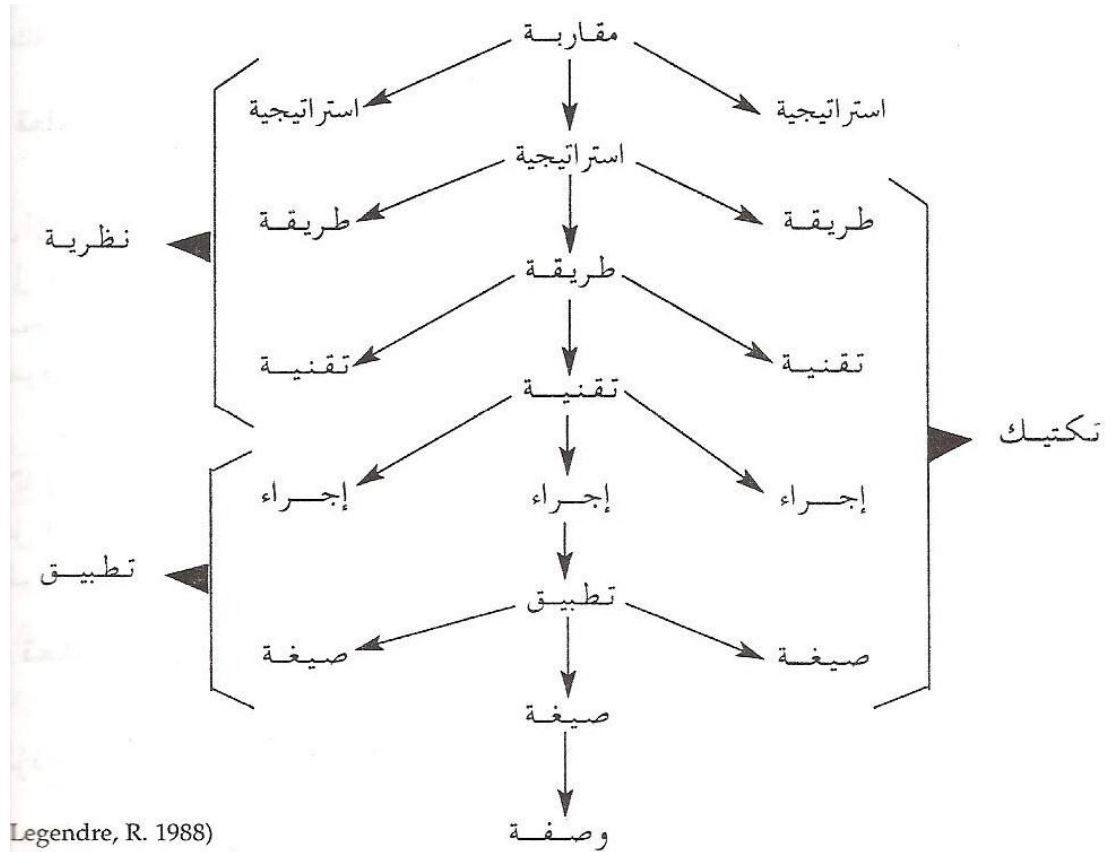 مقاربة
استراتيجية
استراتيجية
استراتيجية
طريقة
طريقة
نظرية
طريقة
تقنية
تقنية
تقنية
تكتيك
إجراء
إجراء
إجراء
تطبيق
تطبيق
صيغة
صيغة
صيغة
وصفة
Legendre, R. 1988)